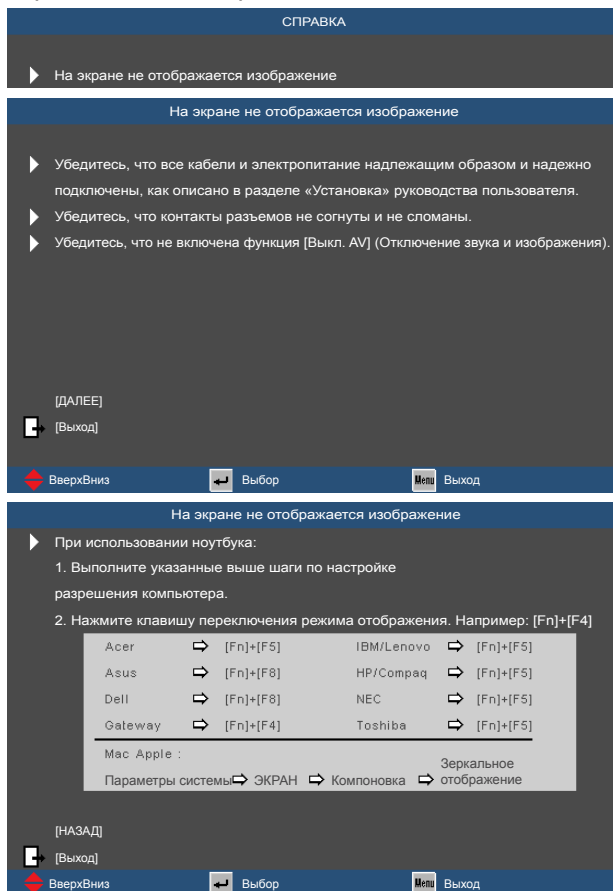 СПРАВКА
На экране не отображается изображение
На экране не отображается изображение
Убедитесь, что все кабели и электропитание надлежащим образом и надежно
подключены, как описано в разделе «Установка» руководства пользователя.
Убедитесь, что контакты разъемов не согнуты и не сломаны.
Убедитесь, что не включена функция [Выкл. AV] (Отключение звука и изображения).
[ДАЛЕЕ]
[Выход]
ВверхВниз Выбор Menu Выход
На экране не отображается изображение
При использовании ноутбука:
1. Выполните указанные выше шаги по настройке
разрешения компьютера.
2. Нажмите клавишу переключения режима отображения. Например: [Fn]+[F4]
Acer ⇨ [Fn]+[F5] IBM/Lenovo ⇨ [Fn]+[F5]
Asus ⇨ [Fn]+[F8] HP/Compaq ⇨ [Fn]+[F5]
Dell ⇨ [Fn]+[F8] NEC ⇨ [Fn]+[F5]
Gateway ⇨ [Fn]+[F4] Toshiba ⇨ [Fn]+[F5]
Mac Apple :
Параметры системы ⇨ ЭКРАН ⇨ Компоновка ⇨ Зеркальное
отображение
[НАЗАД]
[Выход]
ВверхВниз Выбор Menu Выход